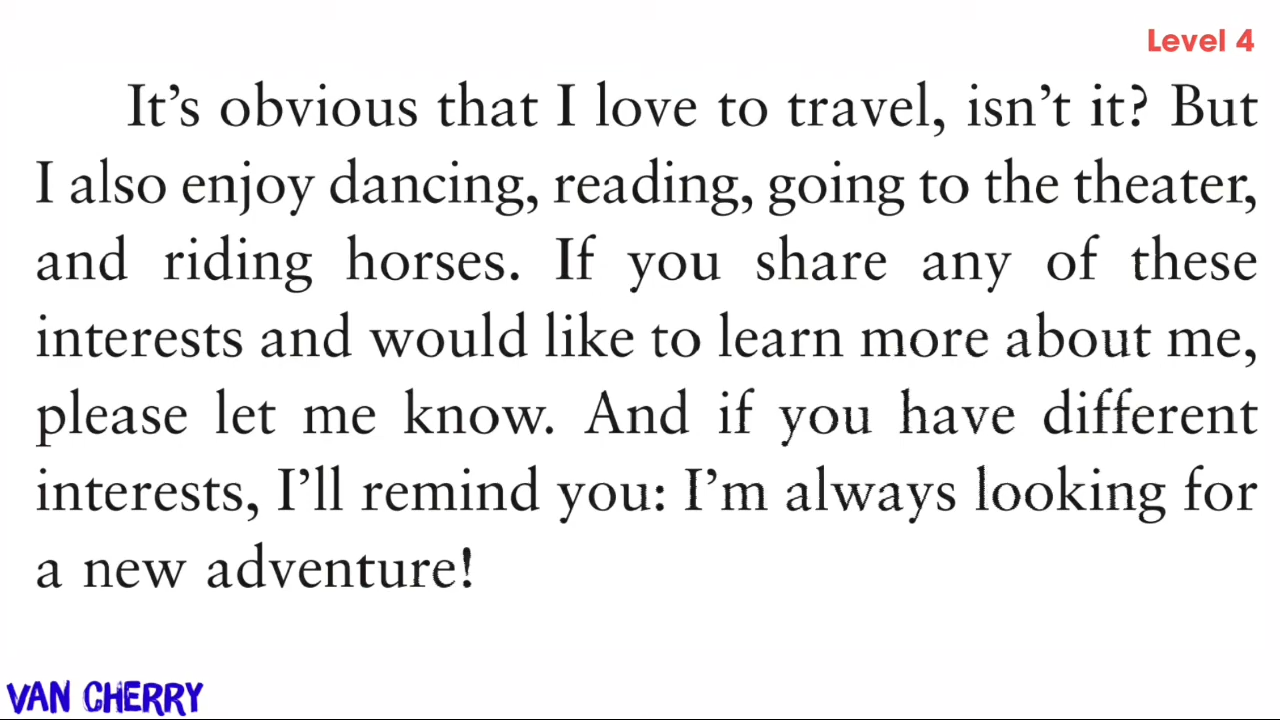 Level 4
It’s obvious that I love to travel, isn’t it? But
I also enjoy dancing, reading, going to the theater,
and riding horses. If you share any of these
interests and would like to learn more about me,
please let me know. And if you have different
interests, I’ll remind you: I’m always looking for
a new adventure!
VAN CHERRY